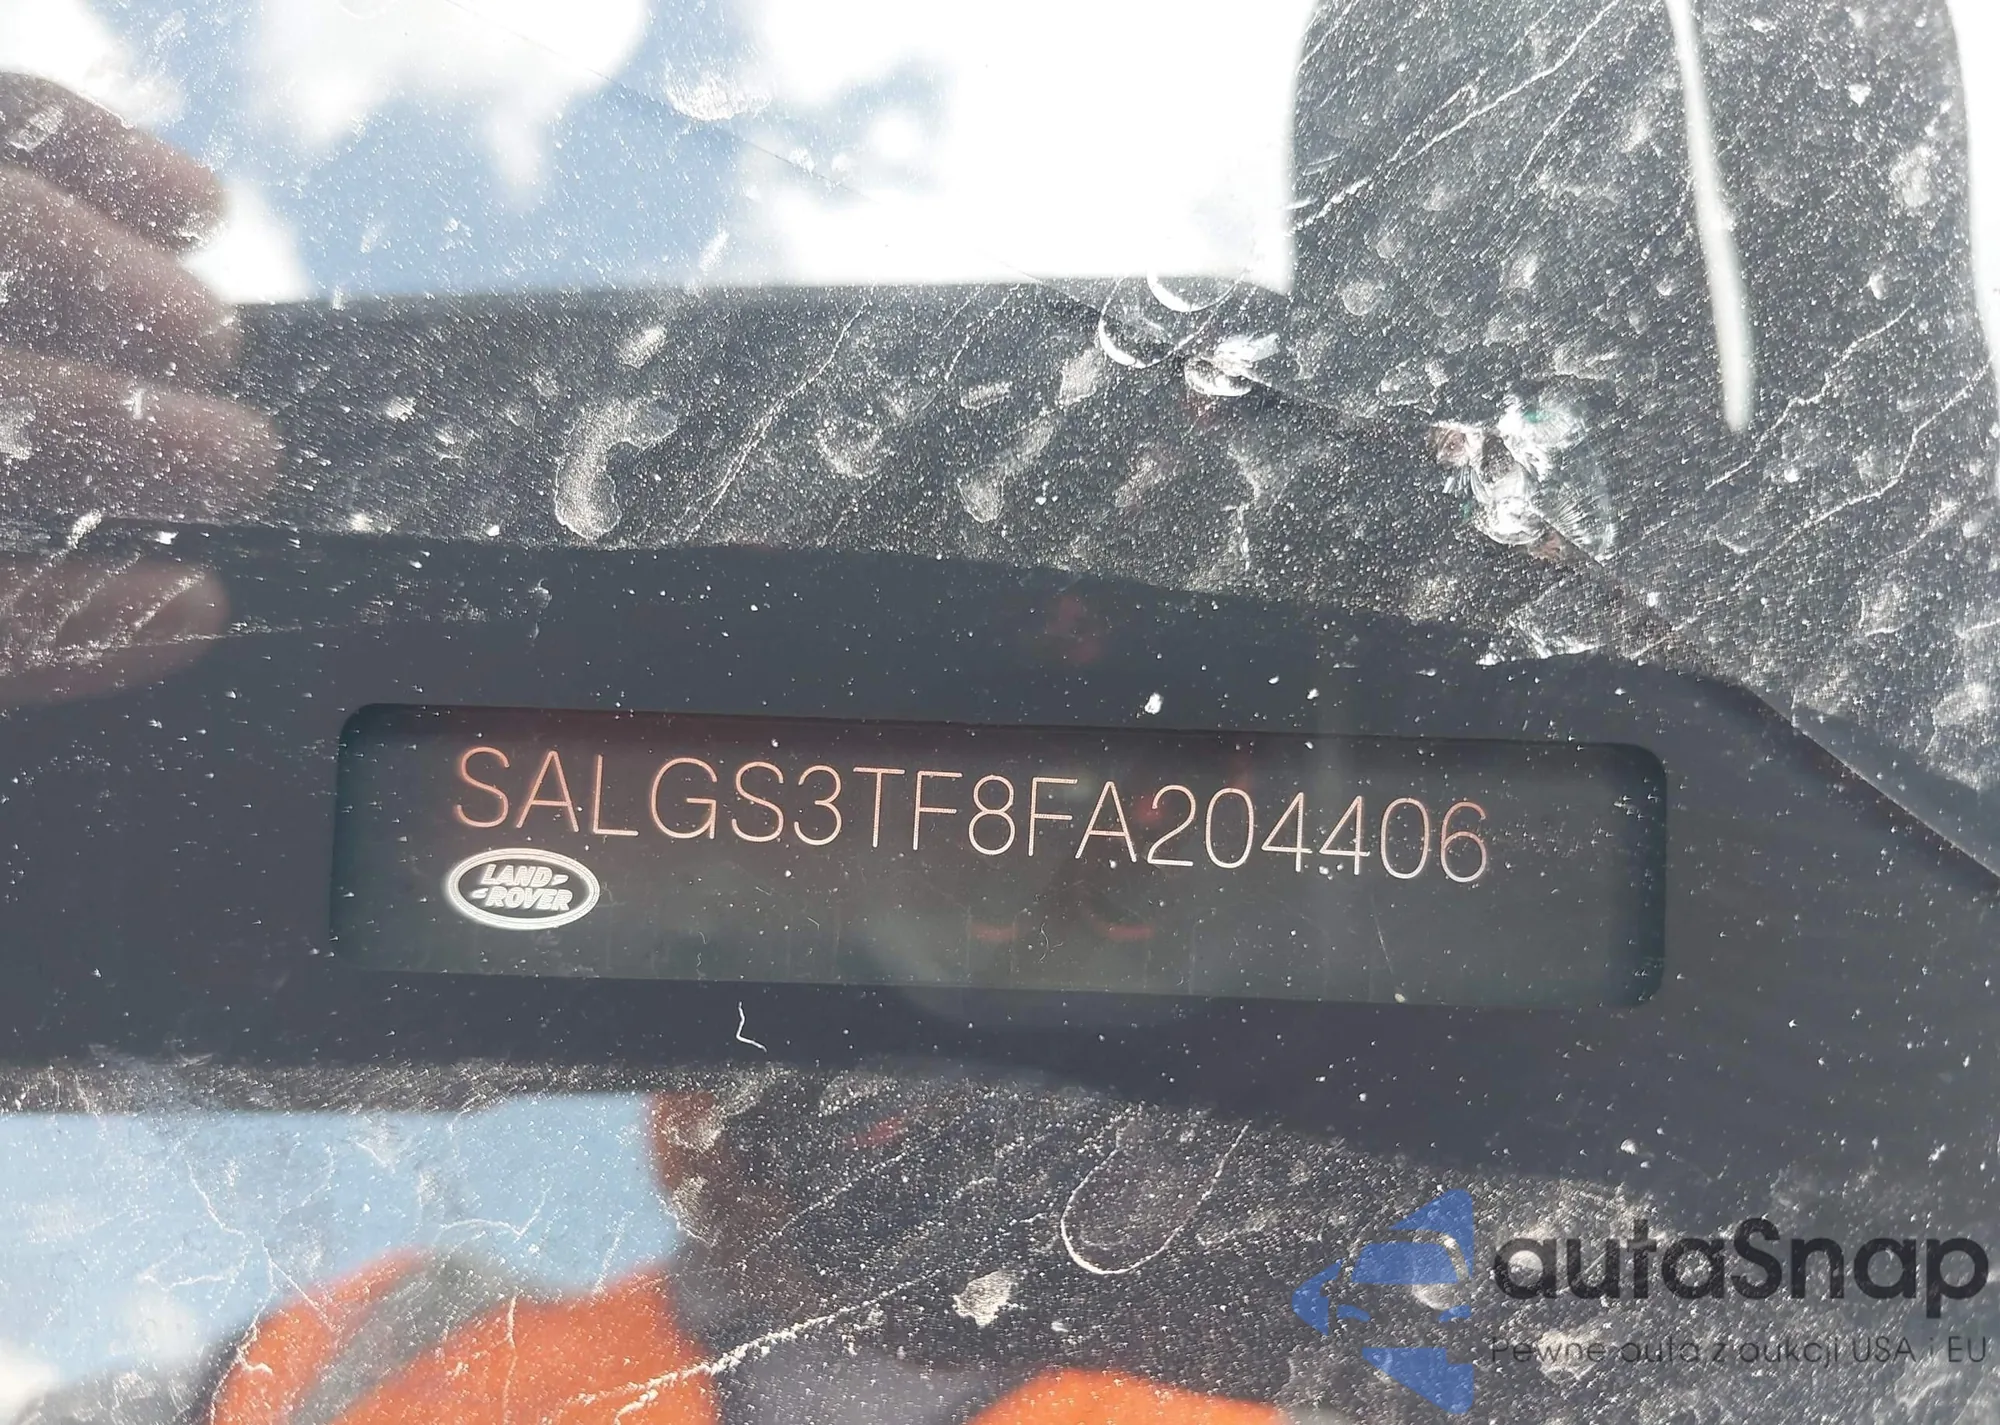 SALGS3TF8FA204406
LAND
ROVER
autaSnap
Pewne auta z aukcji USA i EU